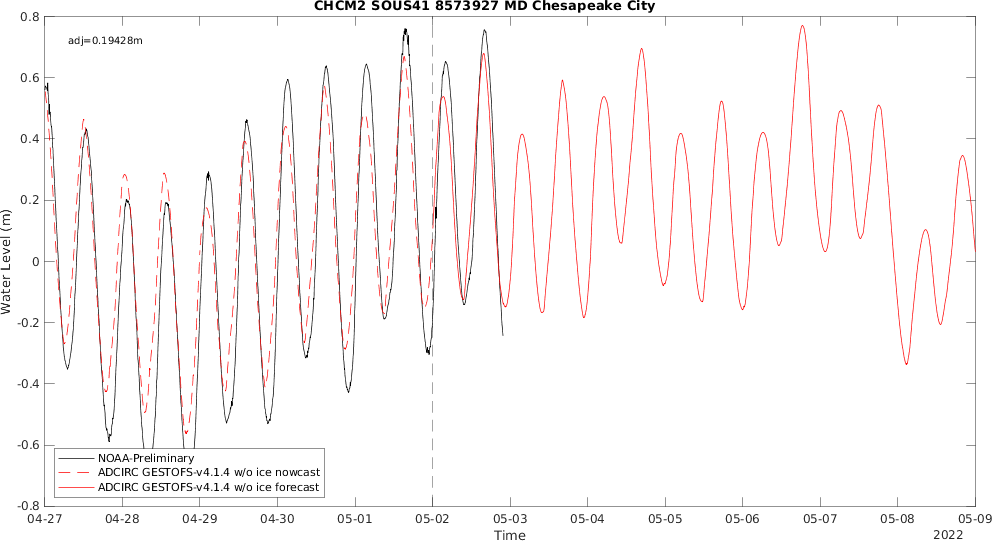 CHCM2 SOUS41 8573927 MD Chesapeake City
adj=0.19428m
Water Level (m)
0.8
0.6
0.4
0.2
0
-0.2
-0.4
-0.6
-0.8
NOAA-Preliminary
ADCIRC GESTOFS-v4.1.4 w/o ice nowcast
ADCIRC GESTOFS-v4.1.4 w/o ice forecast
04-27 04-28 04-29 04-30 05-01 05-02 05-03 05-04 05-05 05-06 05-07 05-08 05-09
Time
2022